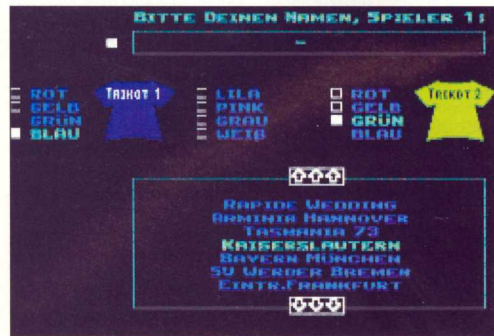 BITTE DEINEN NAMEN, SPIELER 1:
ROT
GELB
GRÜN
BLAU
TRIKOT 1
LILA
PINK
GRAU
WEIß
ROT
GELB
GRÜN
BLAU
TRIKOT 2
RAPIDE WEDDING
ARMINIA HANNOVER
TASMANIA 73
KAISERSLAUTERN
BAYERN MÜNCHEN
SV WERDER BREMEN
EINTR.FRANKFURT